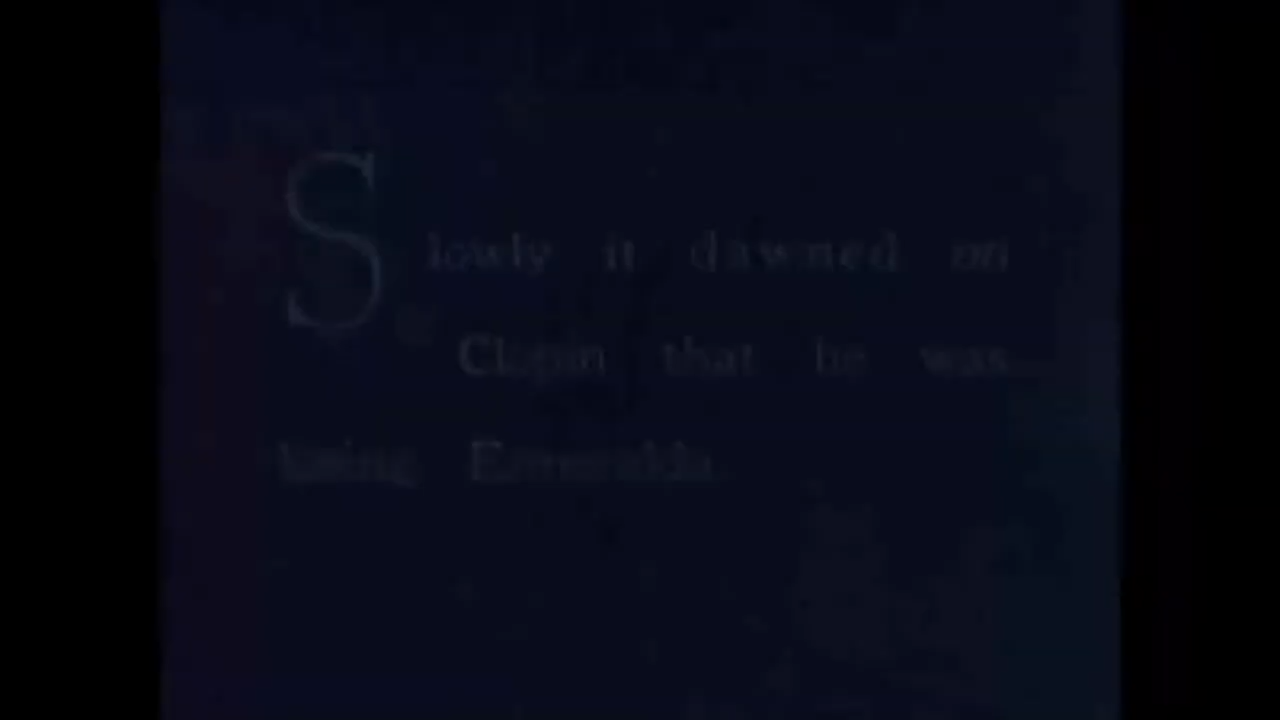 Slowly it dawned on
Clopin that he was
losing Esmeralda.